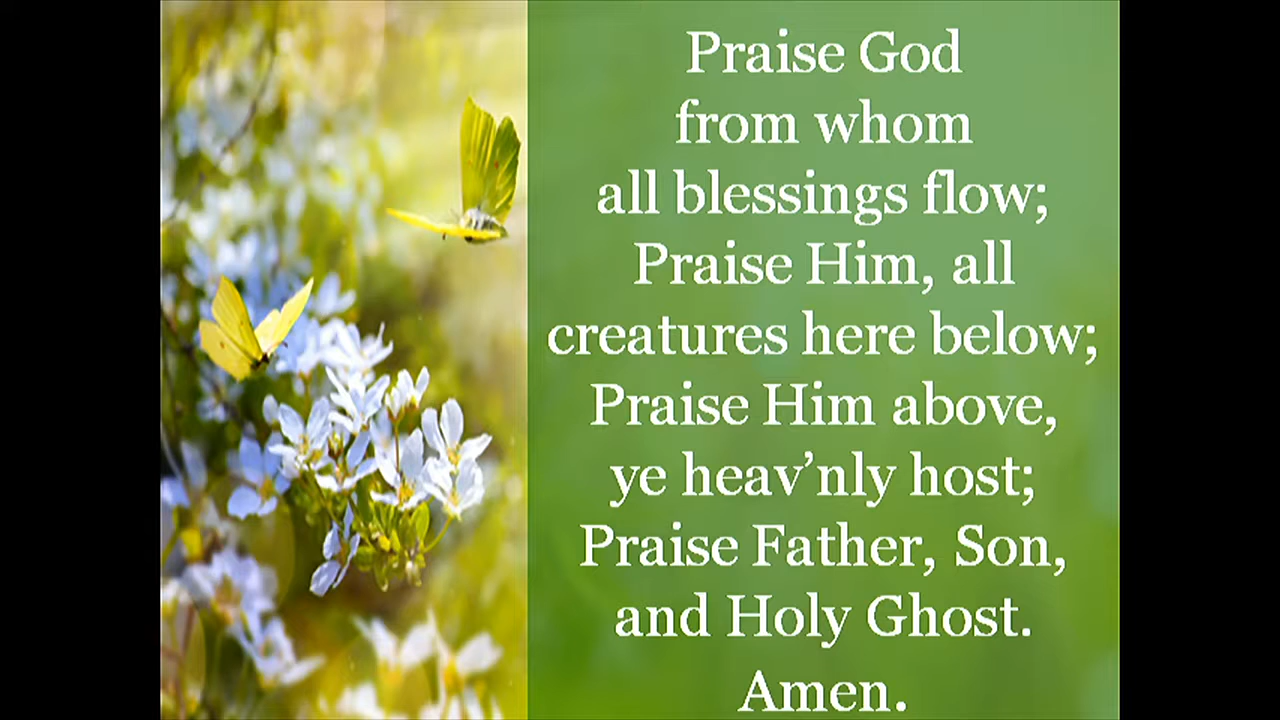 Praise God
from whom
all blessings flow;
Praise Him, all
creatures here below;
Praise Him above,
ye heav’nly host;
Praise Father, Son,
and Holy Ghost.
Amen.